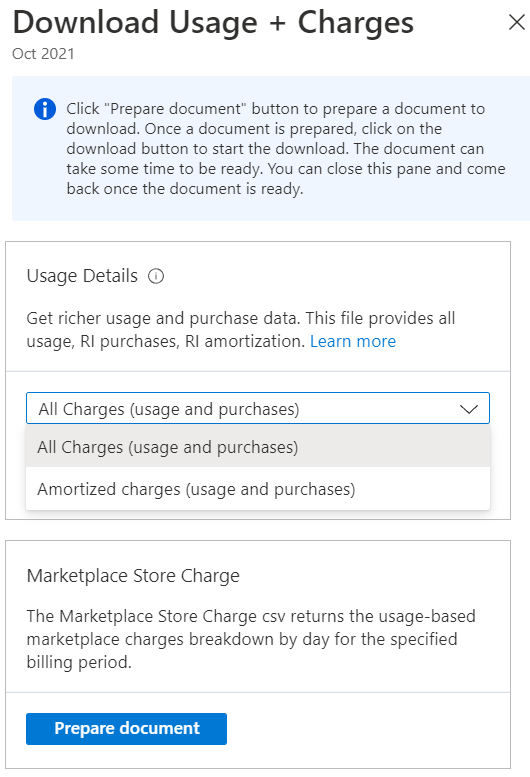 Download Usage + Charges
Oct 2021
Click "Prepare document" button to prepare a document to
download. Once a document is prepared, click on the
download button to start the download. The document can
take some time to be ready. You can close this pane and come
back once the document is ready.
Usage Details
Get richer usage and purchase data. This file provides all
usage, RI purchases, RI amortization. Learn more
All Charges (usage and purchases)
All Charges (usage and purchases)
Amortized charges (usage and purchases)
Marketplace Store Charge
The Marketplace Store Charge csv returns the usage-based
marketplace charges breakdown by day for the specified
billing period.
Prepare document